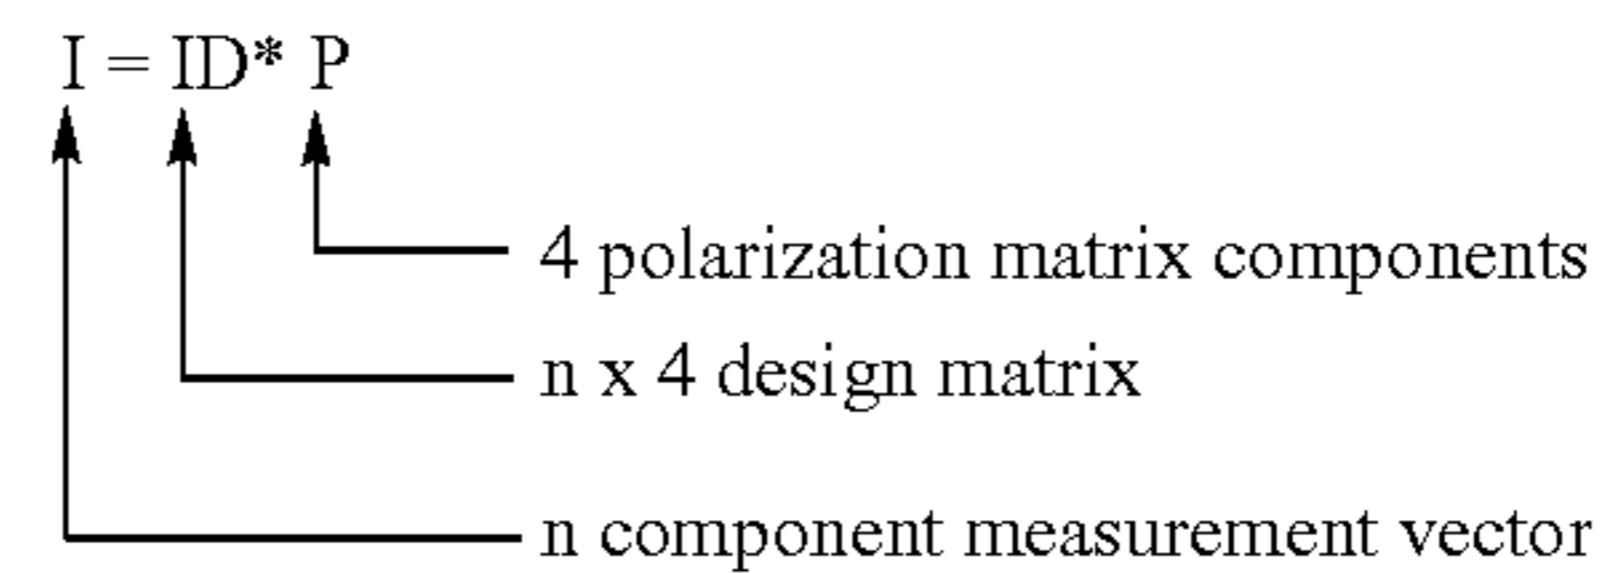 I = ID* P
4 polarization matrix components
n x 4 design matrix
n component measurement vector